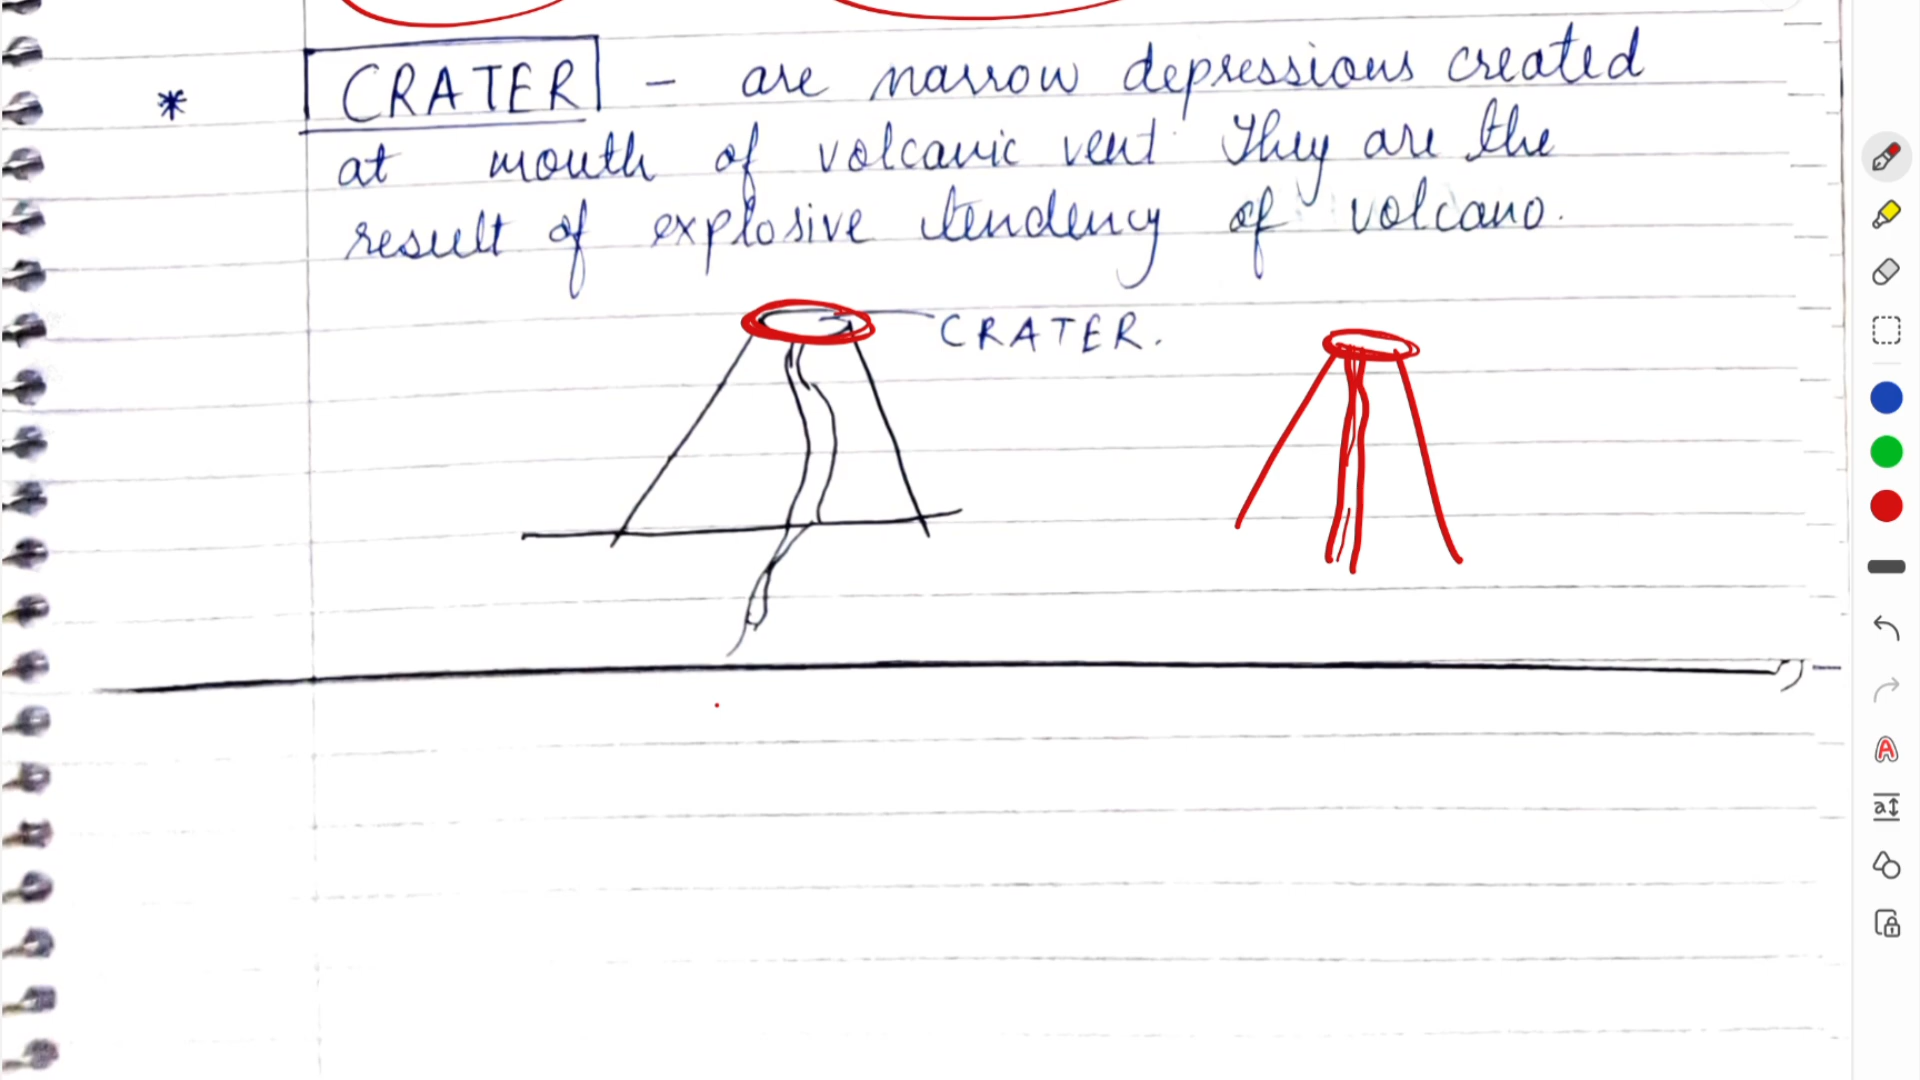 * CRATER - are narrow depressions created
at mouth of volcanic vent. They are the
result of explosive tendency of volcano.
CRATER.